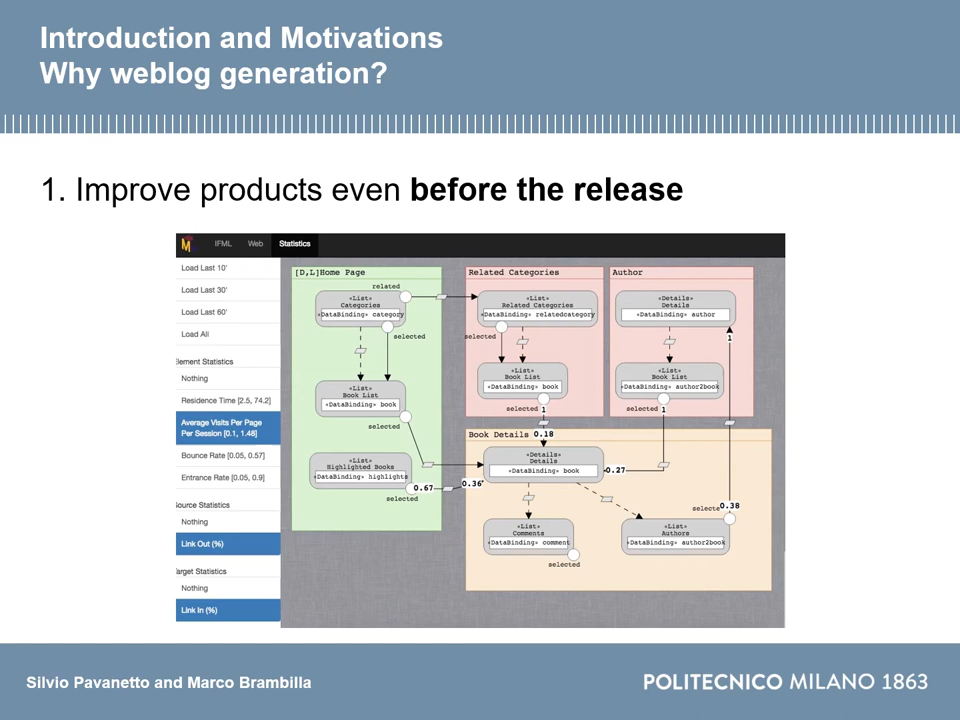 Introduction and Motivations
Why weblog generation?
1. Improve products even before the release
IFML Web Statistics
Load Last 10'
Load Last 30'
Load Last 60'
Load All
Element Statistics
Nothing
Residence Time [2.5, 74.2]
Average Visits Per Page
Per Session [0.1, 1.48]
Bounce Rate [0.05, 0.57]
Entrance Rate [0.05, 0.9]
Source Statistics
Nothing
Link Out (%)
Target Statistics
Nothing
Link In (%)
[D,L]Home Page
related
«List»
Categories
«DataBinding» category
selected
«List»
Book List
«DataBinding» book
selected
«List»
Highlighted Books
«DataBinding» highlights
selected
0.67
0.36
Related Categories
«List»
Related Categories
«DataBinding» relatedcategory
selected
«List»
Book List
«DataBinding» book
selected 1
Author
«Details»
Details
«DataBinding» author
1
«List»
Book List
«DataBinding» author2book
selected 1
Book Details 0.18
«Details»
Details
«DataBinding» book
0.27
«List»
Comments
«DataBinding» comment
selected
selecte 0.38
«List»
Authors
«DataBinding» author2book
Silvio Pavanetto and Marco Brambilla
POLITECNICO MILANO 1863